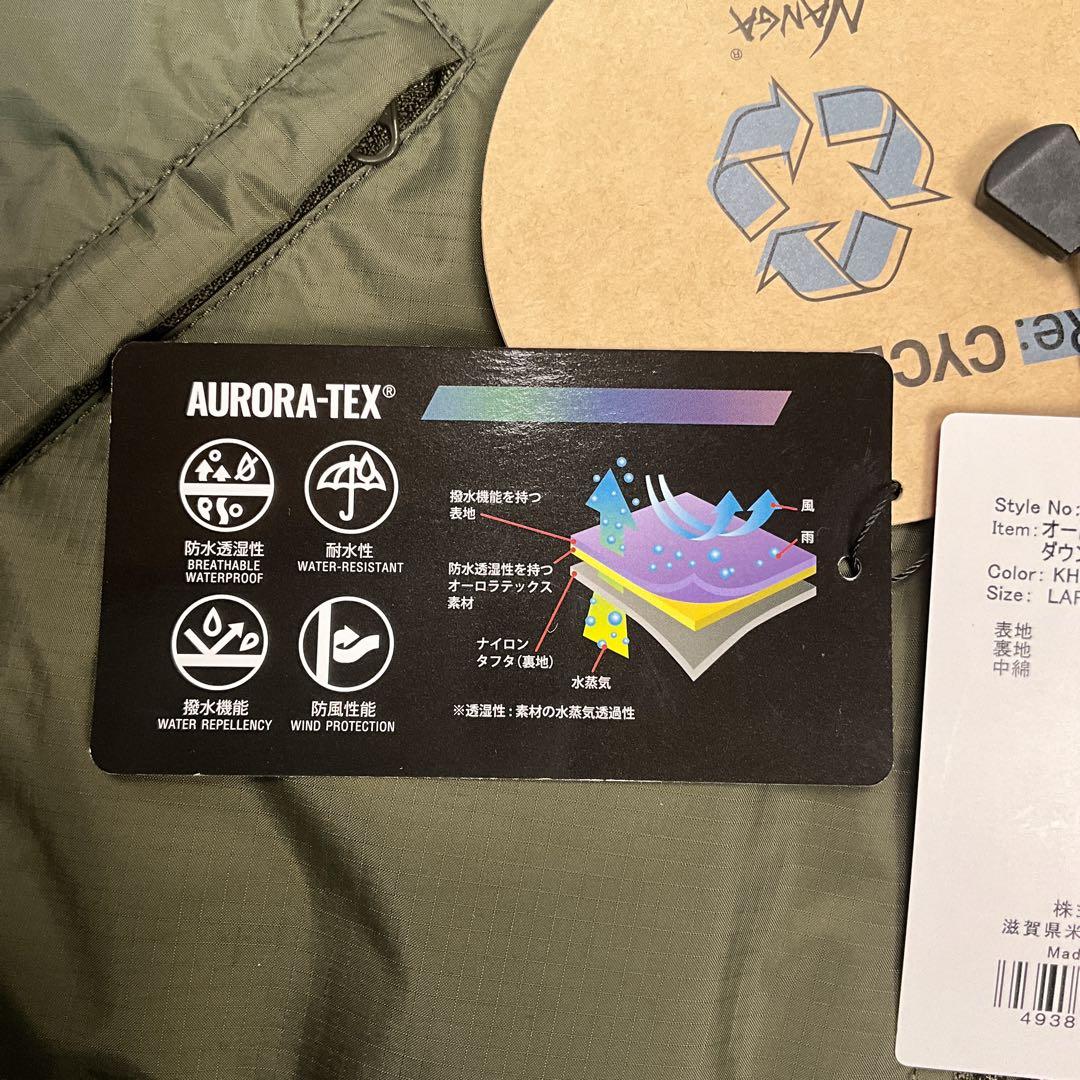 NANGA
®
Re:CYC
AURORA-TEX®
防水透湿性
BREATHABLE
WATERPROOF
耐水性
WATER-RESISTANT
撥水機能
WATER REPELLENCY
防風性能
WIND PROTECTION
撥水機能を持つ
表地
防水透湿性を持つ
オーロラテックス
素材
ナイロン
タフタ(裏地)
水蒸気
風
雨
※透湿性:素材の水蒸気透過性
Style No:
Item: オー
ダウ
Color: KH
Size: LAR
表地
裏地
中綿
株式
滋賀県米
Mad
4938